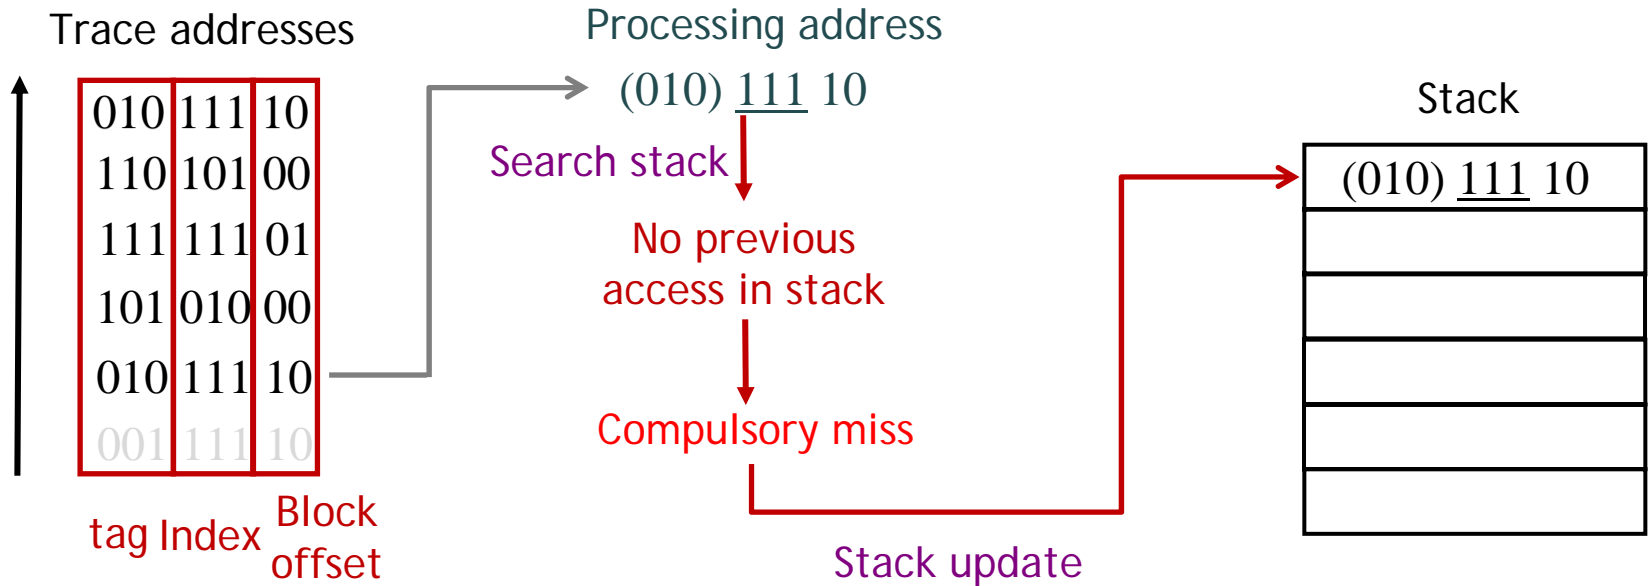 Trace addresses
010 111 10
110 101 00
111 111 01
101 010 00
010 111 10
001 111 10
tag Index Block
offset
Processing address
(010) 111 10
Search stack
No previous
access in stack
Compulsory miss
Stack update
Stack
(010) 111 10